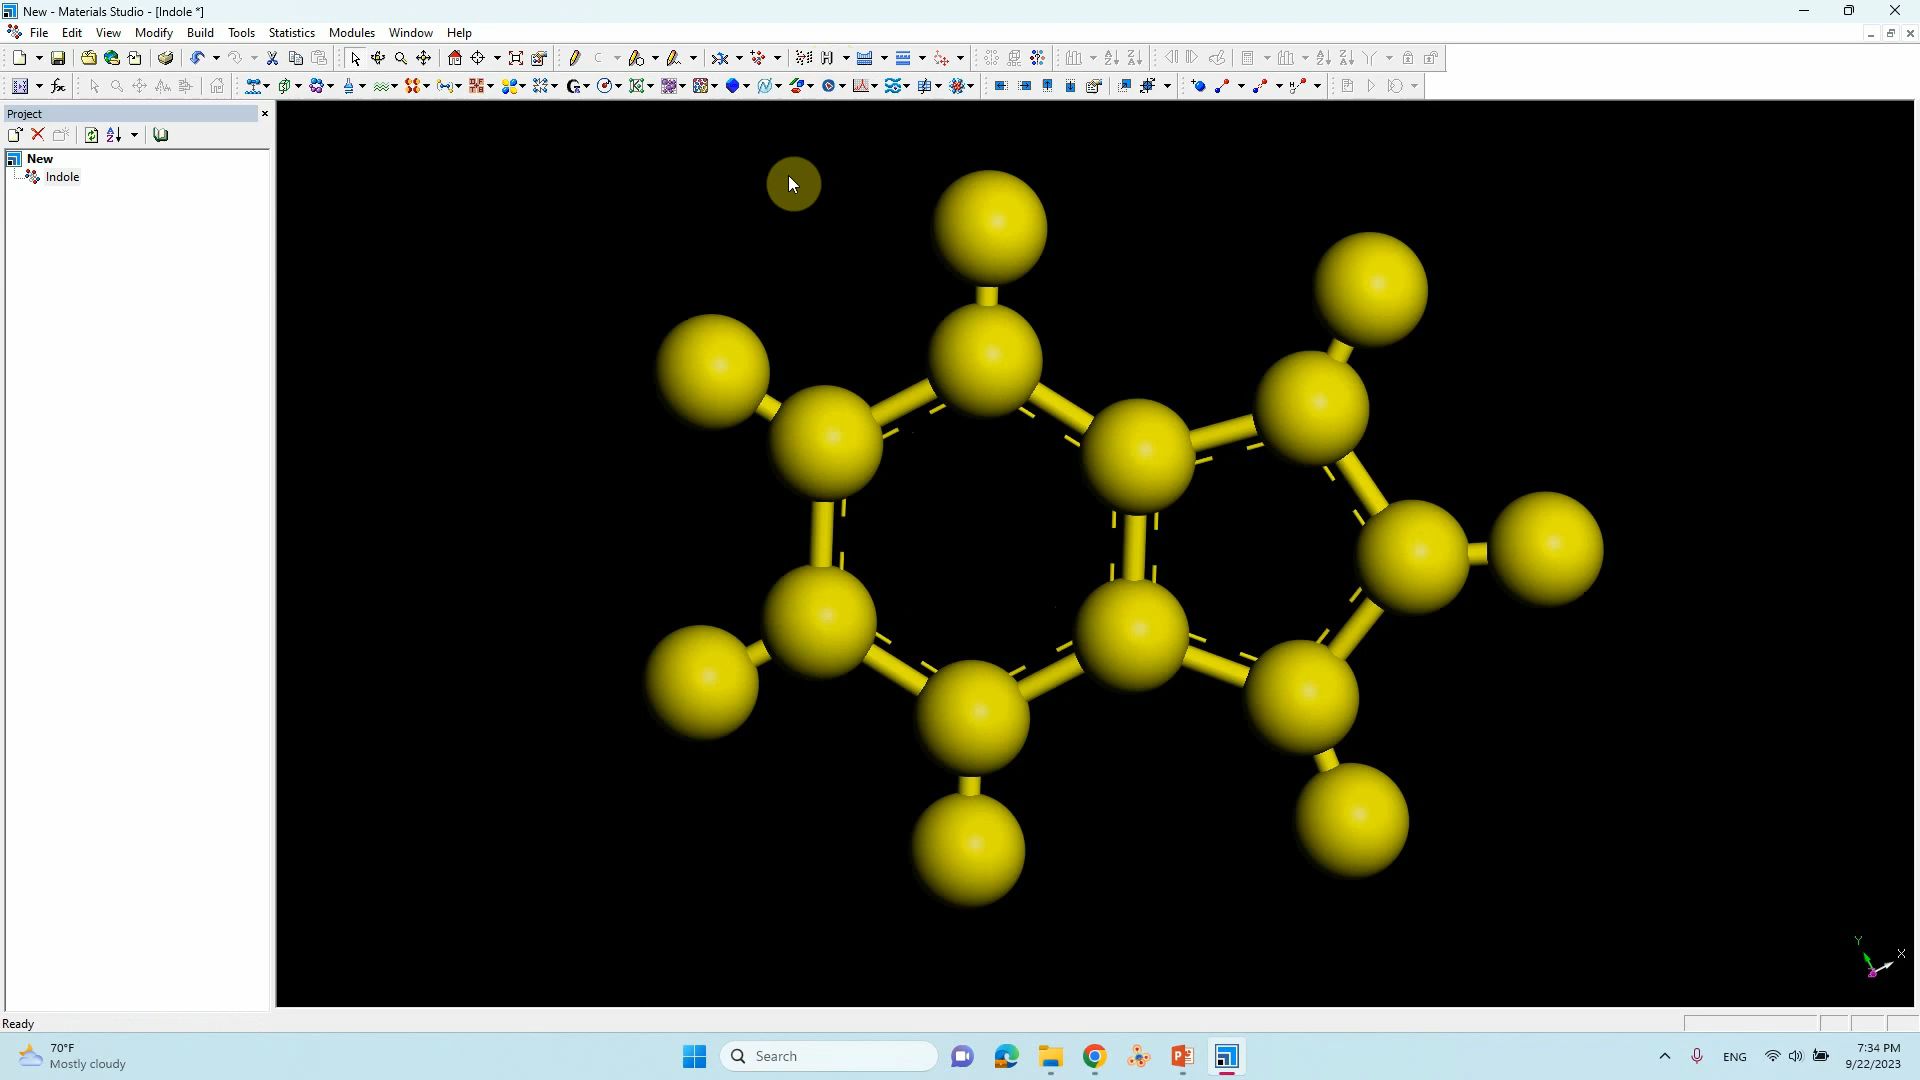 New - Materials Studio - [Indole *]
File Edit View Modify Build Tools Statistics Modules Window Help
Project
New
Indole
Y
X
Ready
70°F
Mostly cloudy
Search
ENG
7:34 PM
9/22/2023